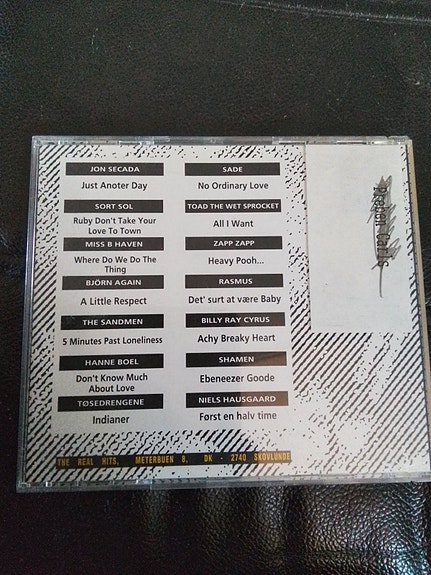 JON SECADA
Just Anoter Day
SORT SOL
Ruby Don't Take Your
Love To Town
MISS B HAVEN
Where Do We Do The
Thing
BJÖRN AGAIN
A Little Respect
THE SANDMEN
5 Minutes Past Loneliness
HANNE BOEL
Don't Know Much
About Love
TØSEDRENGENE
Indianer
SADE
No Ordinary Love
TOAD THE WET SPROCKET
All I Want
ZAPP ZAPP
Heavy Pooh...
RASMUS
Det' surt at være Baby
BILLY RAY CYRUS
Achy Breaky Heart
SHAMEN
Ebeneezer Goode
NIELS HAUSGAARD
Først en halv time
THE REAL HITS, METERBUEN 8, DK - 2740 SKOVLUNDE